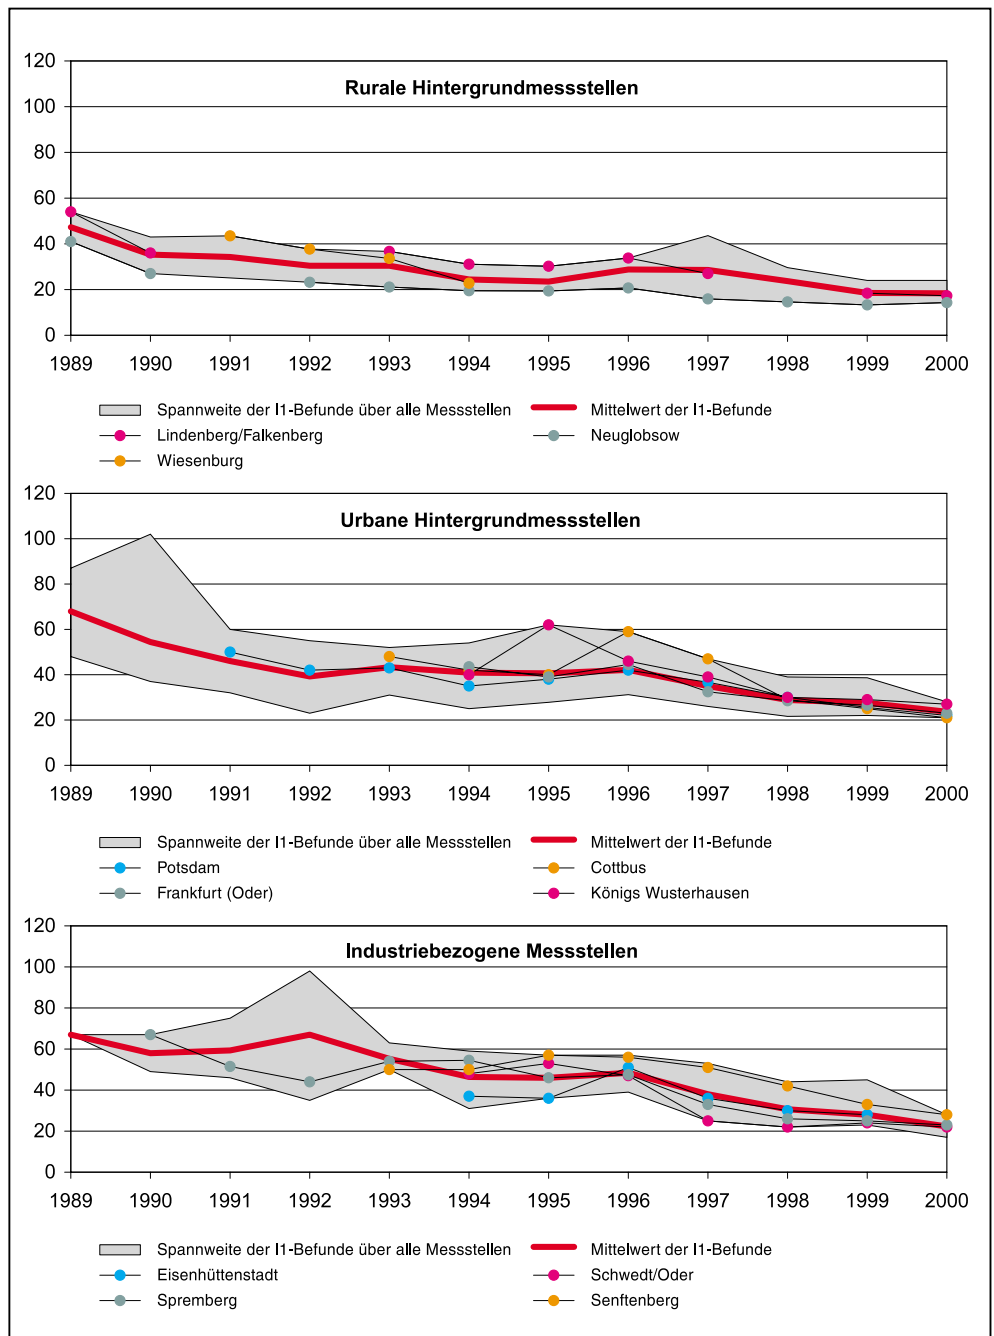 120
Rurale Hintergrundmessstellen
100
80
60
40
20
0
1989 1990 1991 1992 1993 1994 1995 1996 1997 1998 1999 2000
Spannweite der I1-Befunde über alle Messstellen Mittelwert der I1-Befunde
Lindenberg/Falkenberg Neuglobsow
Wiesenburg
120
Urbane Hintergrundmessstellen
100
80
60
40
20
0
1989 1990 1991 1992 1993 1994 1995 1996 1997 1998 1999 2000
Spannweite der I1-Befunde über alle Messstellen Mittelwert der I1-Befunde
Potsdam Cottbus
Frankfurt (Oder) Königs Wusterhausen
120
Industriebezogene Messstellen
100
80
60
40
20
0
1989 1990 1991 1992 1993 1994 1995 1996 1997 1998 1999 2000
Spannweite der I1-Befunde über alle Messstellen Mittelwert der I1-Befunde
Eisenhüttenstadt Schwedt/Oder
Spremberg Senftenberg